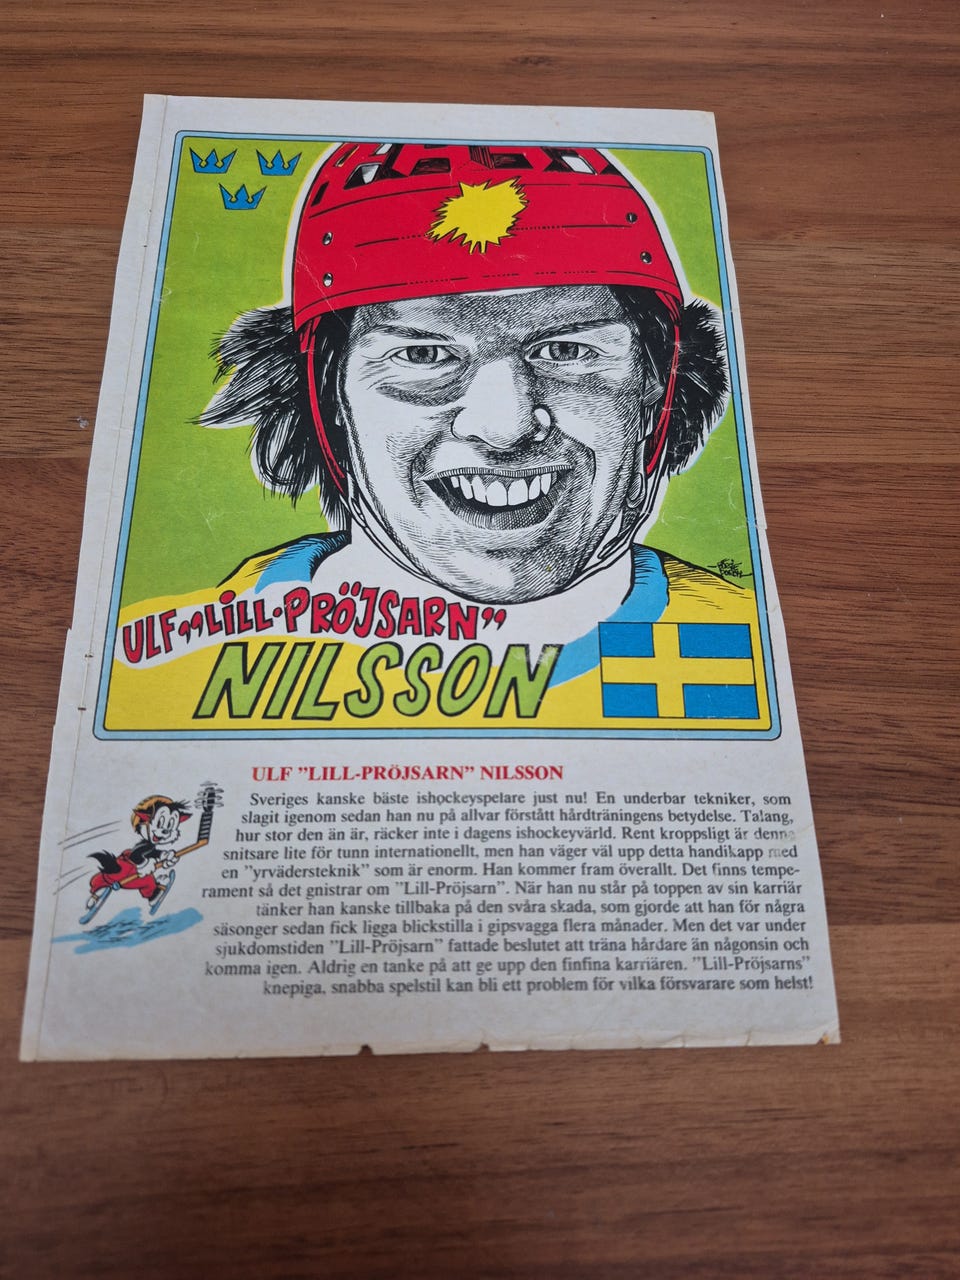 ULF "LILL-PRÖJSARN"
NILSSON
ULF "LILL-PRÖJSARN" NILSSON
Sveriges kanske bäste ishockeyspelare just nu! En underbar tekniker, som
slagit igenom sedan han nu på allvar förstått hårdträningens betydelse. Talang,
hur stor den än är, räcker inte i dagens ishockeyvärld. Rent kroppsligt är denne
snitsare lite för tunn internationellt, men han väger väl upp detta handikapp med
en "yrvädersteknik" som är enorm. Han kommer fram överallt. Det finns tempe-
rament så det gnistrar om "Lill-Pröjsarn". När han nu står på toppen av sin karriär
tänker han kanske tillbaka på den svåra skada, som gjorde att han för några
säsonger sedan fick ligga blickstilla i gipsvagga flera månader. Men det var under
sjukdomstiden "Lill-Pröjsarn" fattade beslutet att träna hårdare än någonsin och
komma igen. Aldrig en tanke på att ge upp den finfina karriären. "Lill-Pröjsarns"
knepiga, snabba spelstil kan bli ett problem för vilka försvarare som helst!